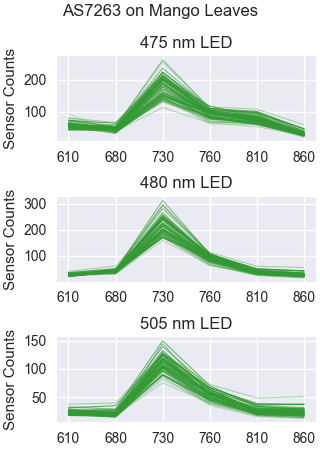 AS7263 on Mango Leaves
475 nm LED
Sensor Counts
200
100
610 680 730 760 810 860
480 nm LED
Sensor Counts
300
200
100
610 680 730 760 810 860
505 nm LED
Sensor Counts
150
100
50
610 680 730 760 810 860